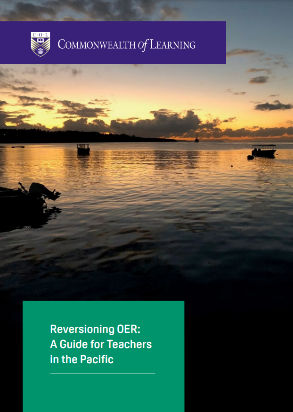 COMMONWEALTH of LEARNING
Reversioning OER:
A Guide for Teachers
in the Pacific